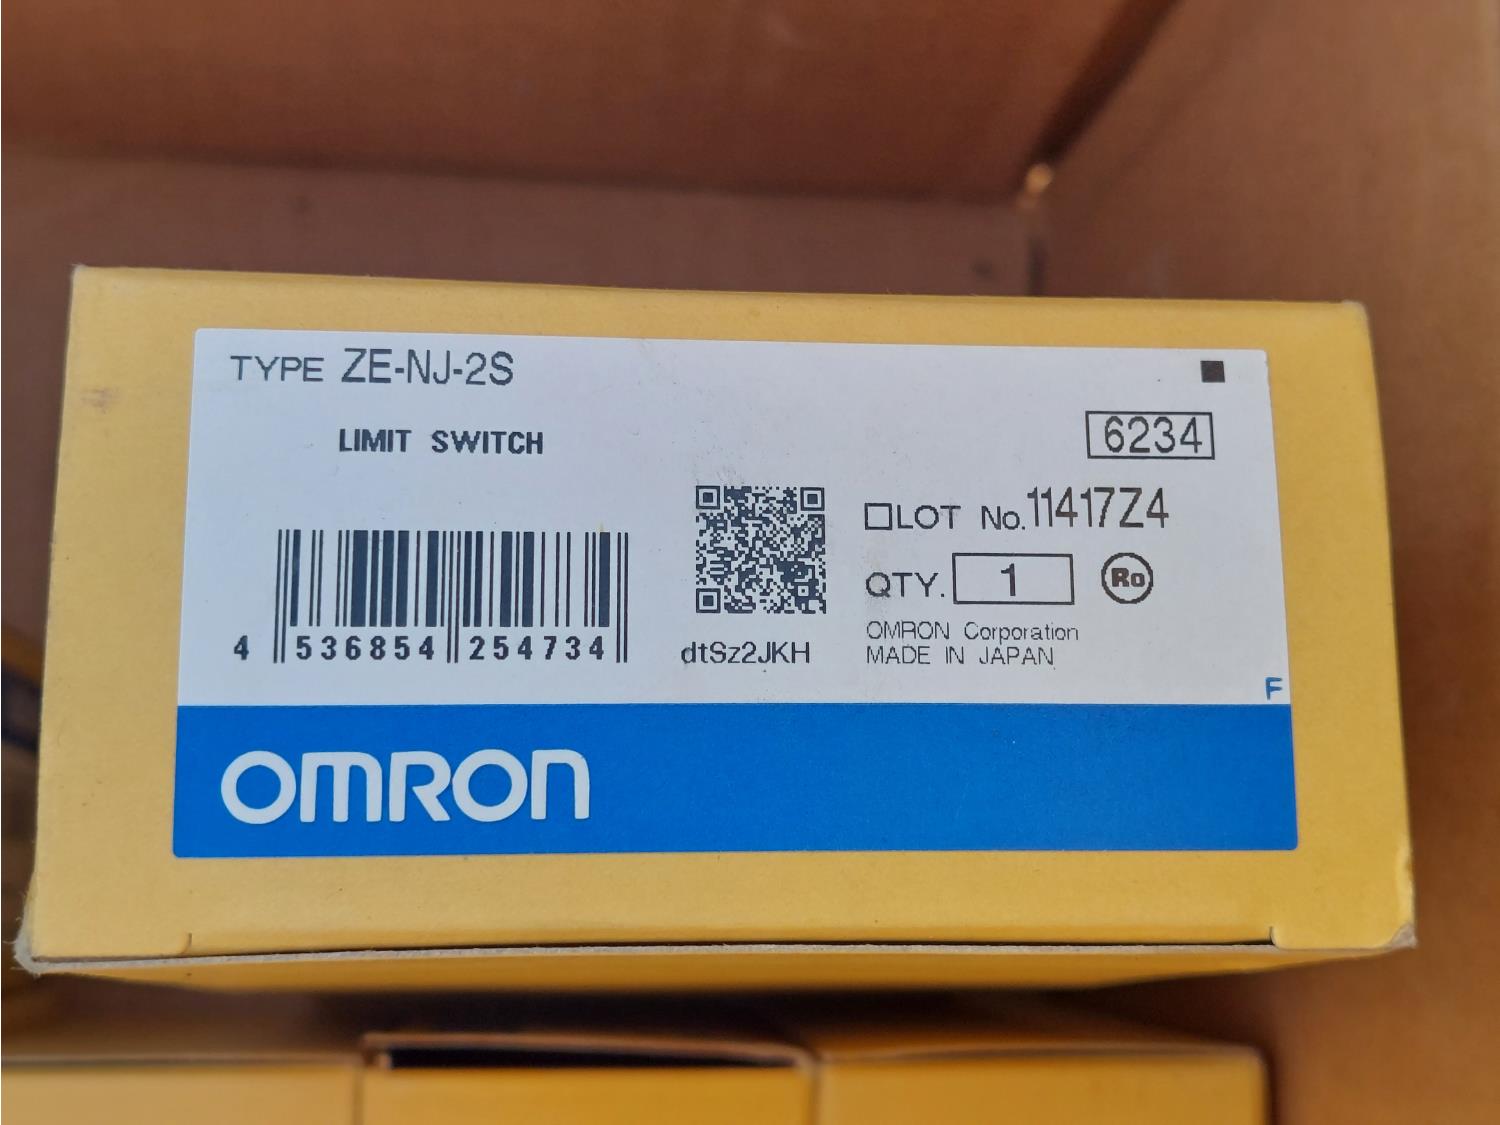 TYPE ZE-NJ-2S
LIMIT SWITCH
6234
LOT No.11417Z4
QTY. 1 Ro
4 536854 254734
dtSz2JKH
OMRON Corporation
MADE IN JAPAN
F
OMRON